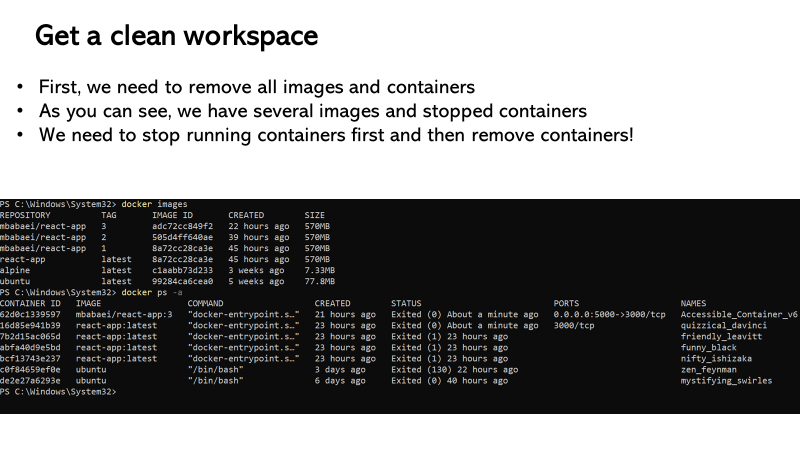 Get a clean workspace
• First, we need to remove all images and containers
• As you can see, we have several images and stopped containers
• We need to stop running containers first and then remove containers!
PS C:\Windows\System32> docker images
REPOSITORY TAG IMAGE ID CREATED SIZE
mbabaei/react-app 3 adc72cc849f2 22 hours ago 570MB
mbabaei/react-app 2 505d4ff640ae 39 hours ago 570MB
mbabaei/react-app 1 8a72cc28ca3e 45 hours ago 570MB
react-app latest 8a72cc28ca3e 45 hours ago 570MB
alpine latest c1aabb73d233 3 weeks ago 7.33MB
ubuntu latest 99284ca6cea0 5 weeks ago 77.8MB
PS C:\Windows\System32> docker ps -a
CONTAINER ID IMAGE COMMAND CREATED STATUS PORTS NAMES
62d0c1339597 mbabaei/react-app:3 "docker-entrypoint.s…" 21 hours ago Exited (0) About a minute ago 0.0.0.0:5000->3000/tcp Accessible_Container_v6
16d85e941b39 react-app:latest "docker-entrypoint.s…" 23 hours ago Exited (0) About a minute ago 3000/tcp quizzical_davinci
7b2d15ac065d react-app:latest "docker-entrypoint.s…" 23 hours ago Exited (1) 23 hours ago friendly_leavitt
abfa40d9e5bd react-app:latest "docker-entrypoint.s…" 23 hours ago Exited (1) 23 hours ago funny_black
bcf13743e237 react-app:latest "docker-entrypoint.s…" 23 hours ago Exited (1) 23 hours ago nifty_ishizaka
c0f84659ef0e ubuntu "/bin/bash" 3 days ago Exited (130) 22 hours ago zen_feynman
de2e27a6293e ubuntu "/bin/bash" 6 days ago Exited (0) 40 hours ago mystifying_swirles
PS C:\Windows\System32>